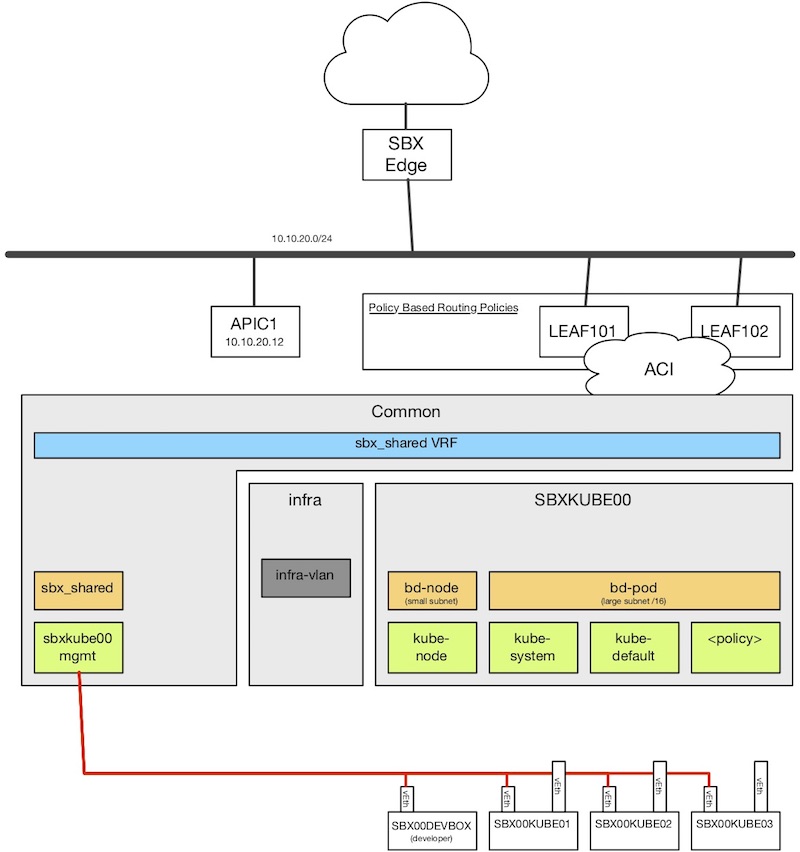 SBX
Edge
10.10.20.0/24
APIC1
10.10.20.12
Policy Based Routing Policies
LEAF101
LEAF102
ACI
Common
sbx_shared VRF
infra
SBXKUBE00
infra-vlan
sbx_shared
bd-node
(small subnet)
bd-pod
(large subnet /16)
sbxkube00
mgmt
kube-
node
kube-
system
kube-
default
<policy>
vEth
vEth
vEth
vEth
vEth
vEth
vEth
SBX00DEVBOX
(developer)
SBX00KUBE01
SBX00KUBE02
SBX00KUBE03